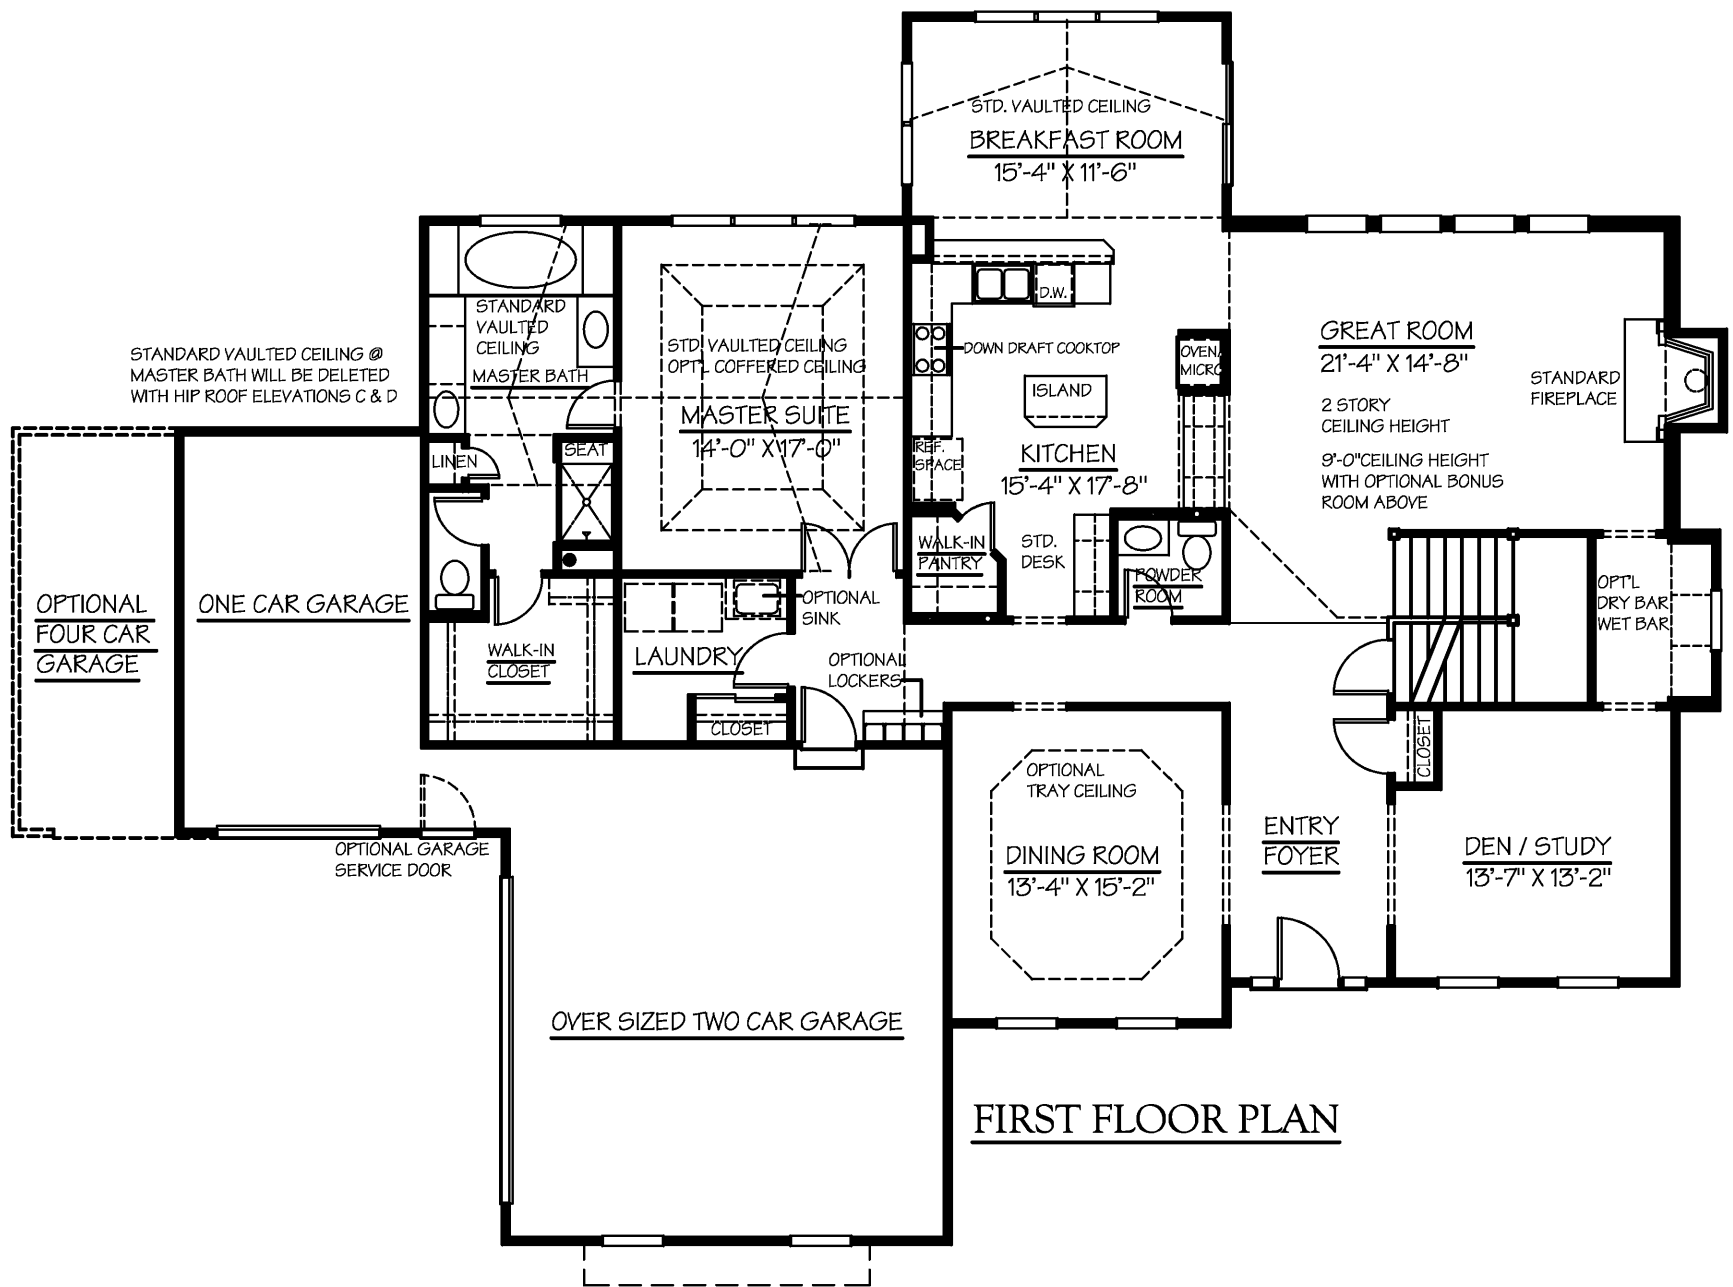 STD. VAULTED CEILING
BREAKFAST ROOM
15'-4" X 11'-6"
STANDARD
VAULTED
CEILING
MASTER BATH
STANDARD VAULTED CEILING @
MASTER BATH WILL BE DELETED
WITH HIP ROOF ELEVATIONS C & D
STD. VAULTED CEILING
OPT'L COFFERED CEILING
MASTER SUITE
14'-0" X 17'-0"
D.W.
DOWN DRAFT COOKTOP
OVEN/
MICRO
ISLAND
KITCHEN
15'-4" X 17'-8"
REF.
SPACE
GREAT ROOM
21'-4" X 14'-8"
2 STORY
CEILING HEIGHT
9'-0"CEILING HEIGHT
WITH OPTIONAL BONUS
ROOM ABOVE
STANDARD
FIREPLACE
LINEN
SEAT
WALK-IN
PANTRY
STD.
DESK
POWDER
ROOM
OPT'L
DRY BAR
WET BAR
OPTIONAL
FOUR CAR
GARAGE
ONE CAR GARAGE
OPTIONAL
SINK
WALK-IN
CLOSET
LAUNDRY
OPTIONAL
LOCKERS
CLOSET
CLOSET
OPTIONAL
TRAY CEILING
DINING ROOM
13'-4" X 15'-2"
ENTRY
FOYER
DEN / STUDY
13'-7" X 13'-2"
OPTIONAL GARAGE
SERVICE DOOR
OVER SIZED TWO CAR GARAGE
FIRST FLOOR PLAN